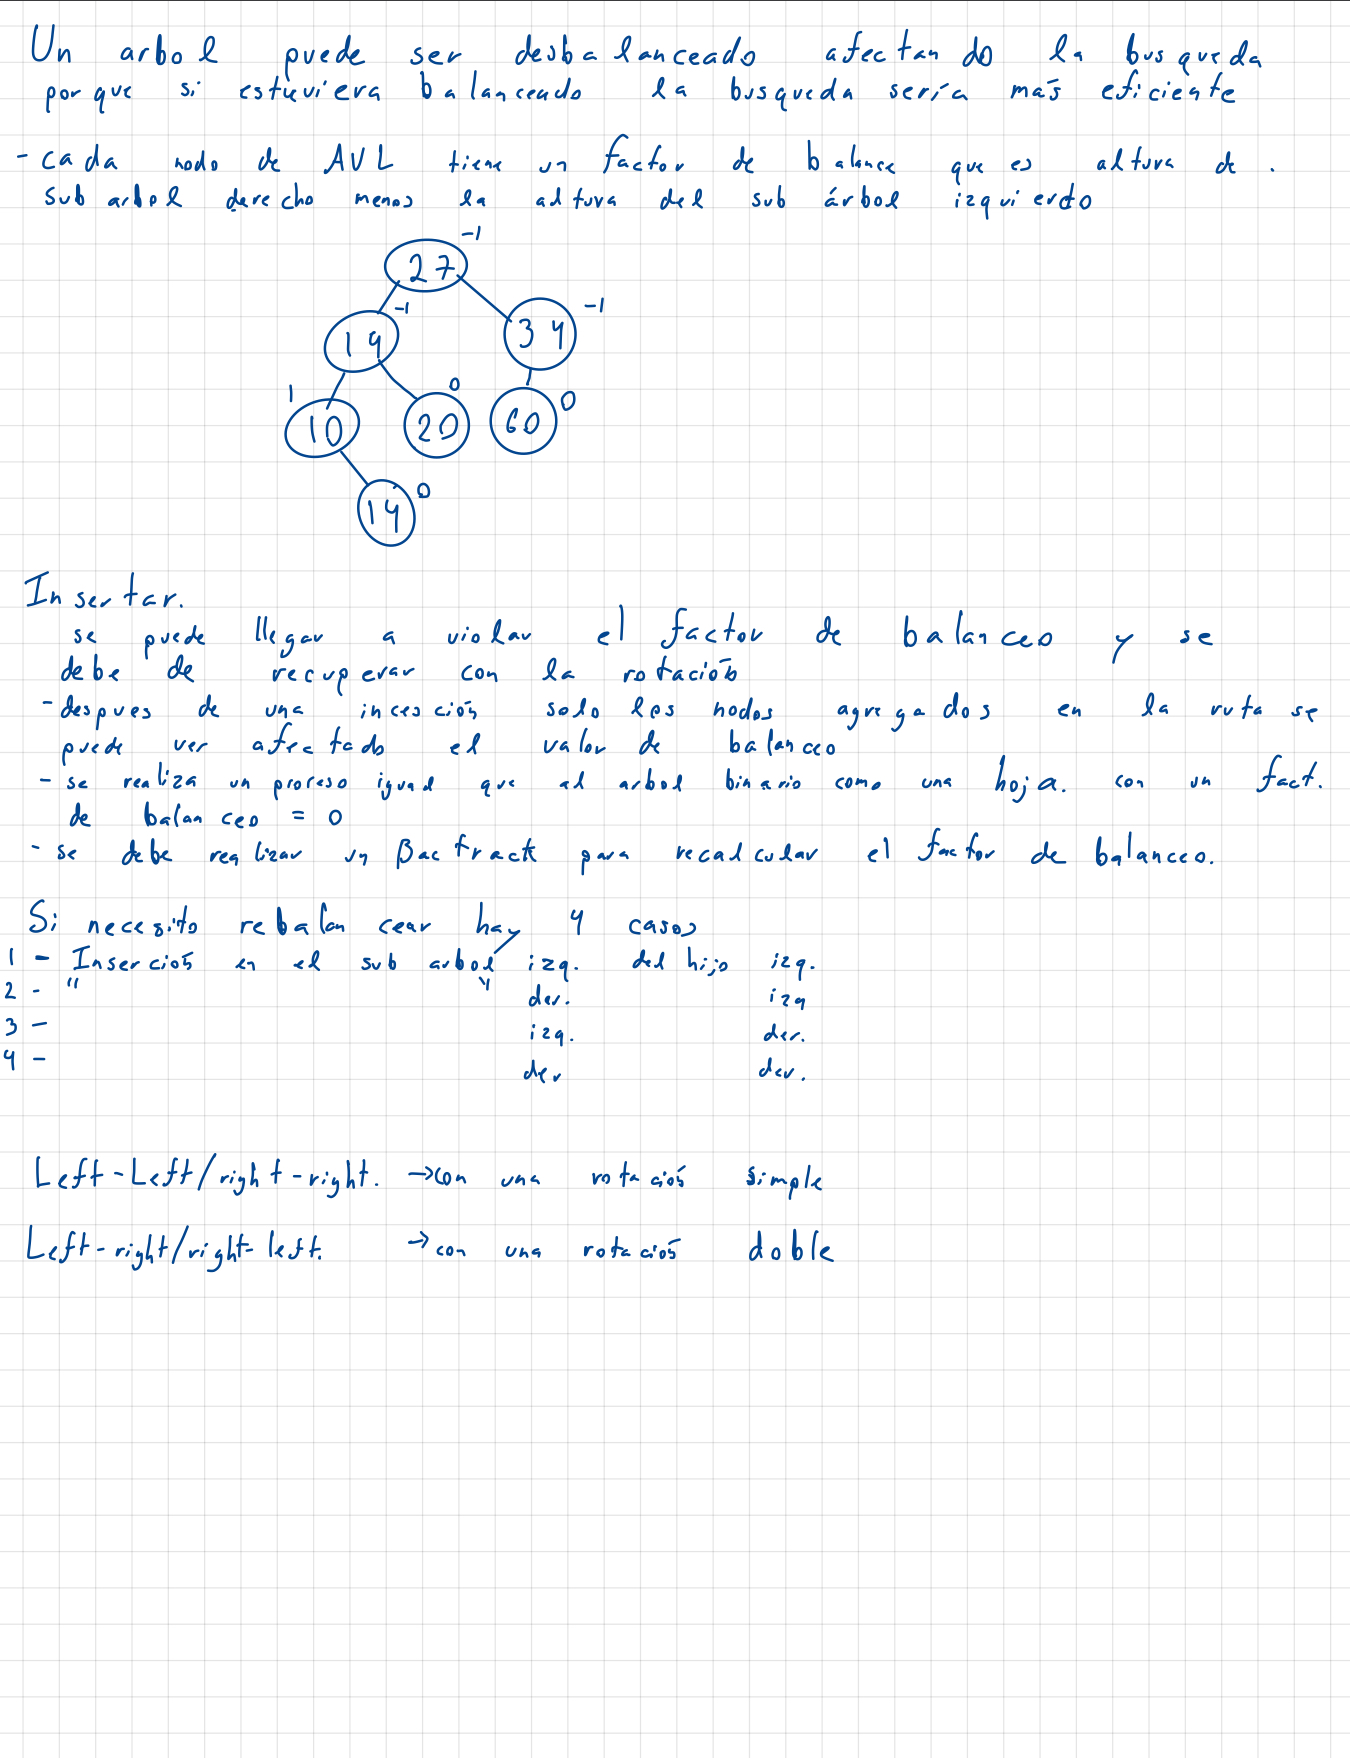 Un arbol puede ser desbalanceado afectando la busqueda
porque si estuviera balanceado la busqueda sería más eficiente
- cada nodo de AVL tiene un factor de balance que es altura de .
sub arbol derecho menos la altura del sub árbol izquierdo
27 -1
19 -1
34 -1
10 1
20 0
60 0
14 0
Insertar.
se puede llegar a violar el factor de balanceo y se
debe de recuperar con la rotación
- despues de una incesción solo los nodos agregados en la ruta se
puede ver afectado el valor de balanceo
- se realiza un proceso igual que al arbol binario como una hoja. con un fact.
de balanceo = 0
- se debe realizar un Bactrack para recalcular el factor de balanceo.
Si necesito rebalancear hay 4 casos
1 - Inserción en el sub arbol izq. del hijo izq.
2 - " " der. izq
3 - izq. der.
4 - der der.
Left-Left/right-right. → con una rotación simple
Left-right/right-left. → con una rotación doble